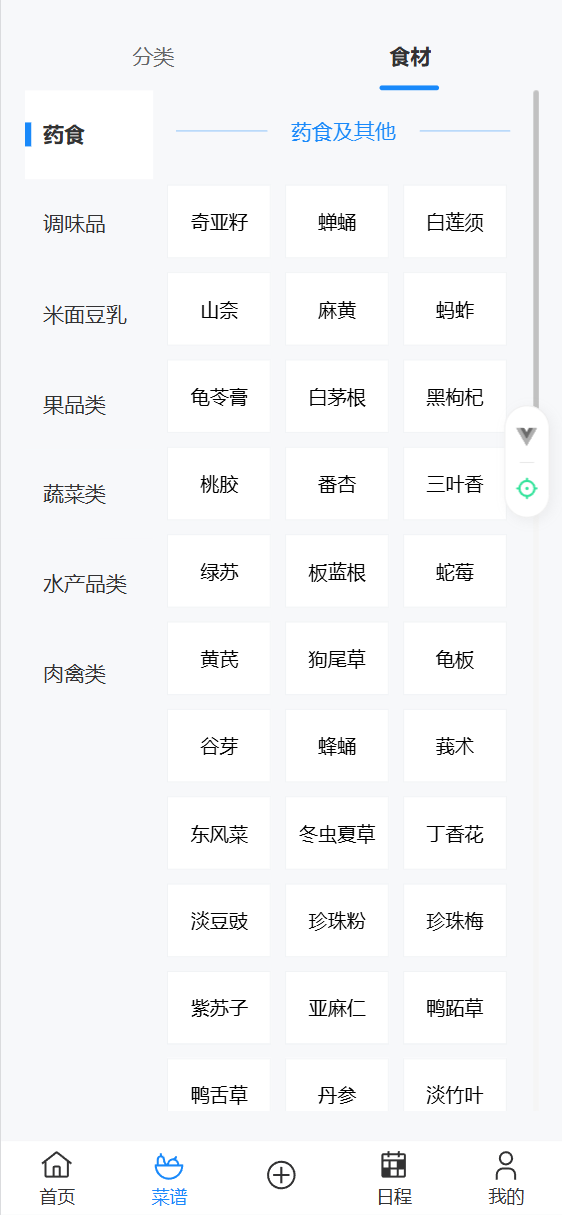 分类 食材
药食
调味品
米面豆乳
果品类
蔬菜类
水产品类
肉禽类
药食及其他
奇亚籽 蝉蛹 白莲须
山奈 麻黄 蚂蚱
龟苓膏 白茅根 黑枸杞
桃胶 番杏 三叶香
绿苏 板蓝根 蛇莓
黄芪 狗尾草 龟板
谷芽 蜂蛹 莪术
东风菜 冬虫夏草 丁香花
淡豆豉 珍珠粉 珍珠梅
紫苏子 亚麻仁 鸭跖草
鸭舌草 丹参 淡竹叶
首页 菜谱 日程 我的